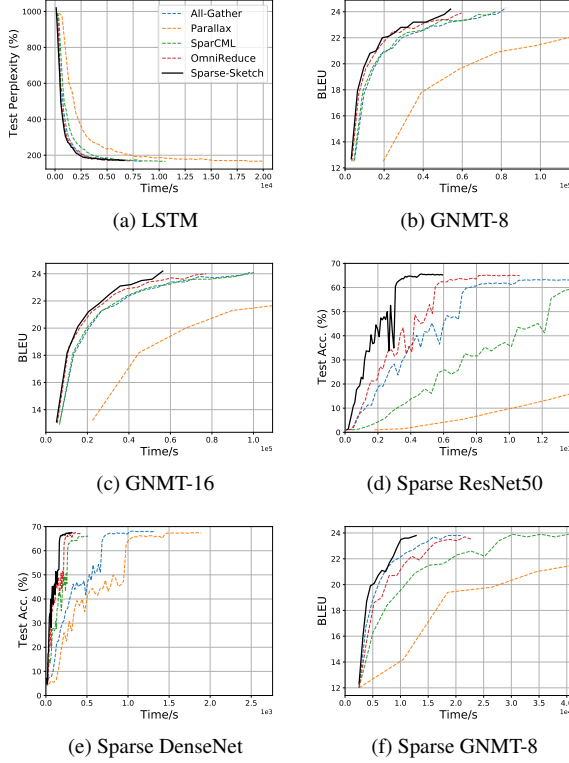 1000
800
600
400
200
Test Perplexity (%)
All-Gather
Parallax
SparCML
OmniReduce
Sparse-Sketch
0.00 0.25 0.50 0.75 1.00 1.25 1.50 1.75 2.00
1e4
Time/s
(a) LSTM
24
22
20
18
16
14
12
BLEU
0.0 0.2 0.4 0.6 0.8 1.0
1e5
Time/s
(b) GNMT-8
24
22
20
18
16
14
BLEU
0.0 0.2 0.4 0.6 0.8 1.0
1e5
Time/s
(c) GNMT-16
70
60
50
40
30
20
10
0
Test Acc. (%)
0.0 0.2 0.4 0.6 0.8 1.0 1.2
Time/s
(d) Sparse ResNet50
70
60
50
40
30
20
10
0
Test Acc. (%)
0.0 0.5 1.0 1.5 2.0 2.5
1e3
Time/s
(e) Sparse DenseNet
24
22
20
18
16
14
12
BLEU
0.0 0.5 1.0 1.5 2.0 2.5 3.0 3.5 4.0
Time/s
(f) Sparse GNMT-8